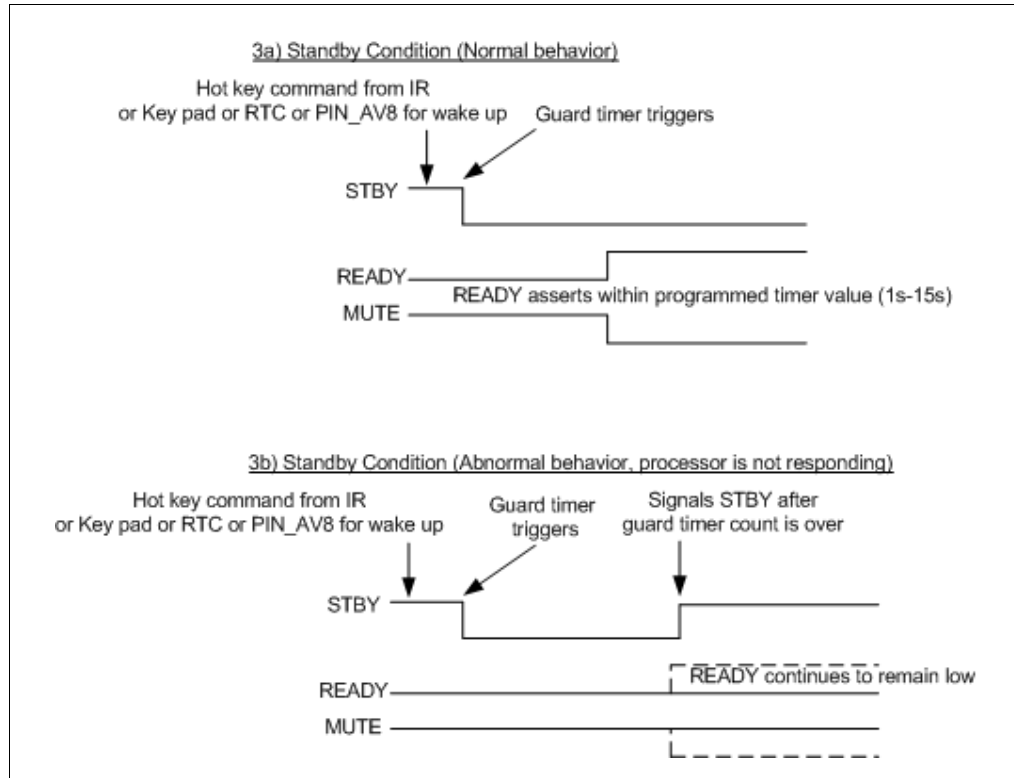 3a) Standby Condition (Normal behavior)
Hot key command from IR
or Key pad or RTC or PIN_AV8 for wake up
Guard timer triggers
STBY
READY
READY asserts within programmed timer value (1s-15s)
MUTE
3b) Standby Condition (Abnormal behavior, processor is not responding)
Hot key command from IR
or Key pad or RTC or PIN_AV8 for wake up
Guard timer
triggers
Signals STBY after
guard timer count is over
STBY
READY
READY continues to remain low
MUTE